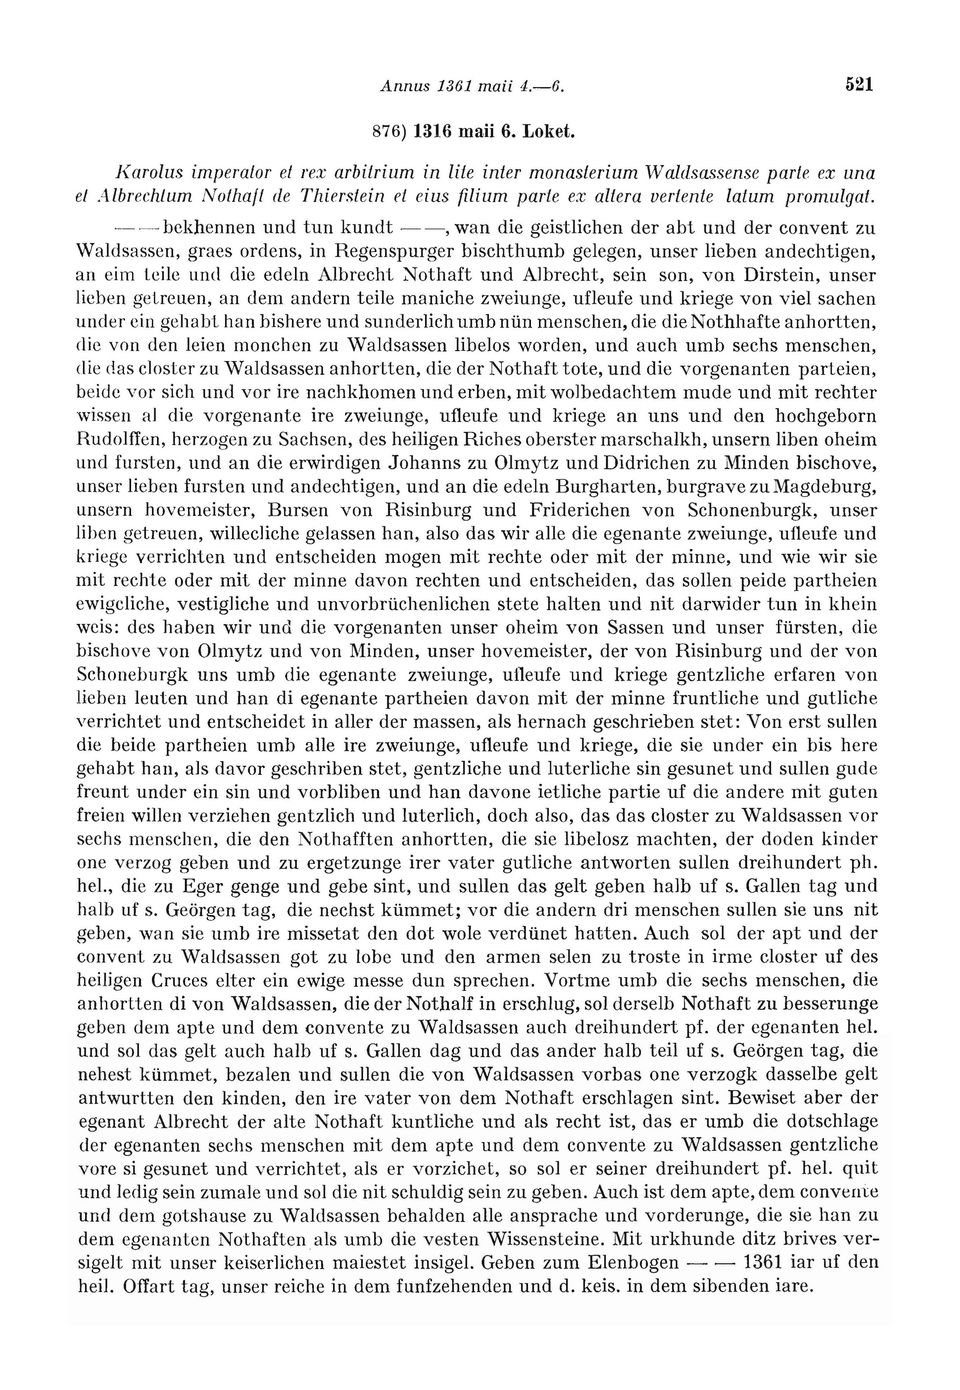 Annus 1361 maii 4.—6.
521
876) 1316 maii 6. Loket.
Karolus imperator et rex arbitrium in lite inter monasterium Waldsassense parte ex una
et Albrechtum Nothaft de Thierstein et eius filium parte ex altera vertente latum promulgat.
— — bekhennen und tun kundt — —, wan die geistlichen der abt und der convent zu
Waldsassen, graes ordens, in Regenspurger bischthumb gelegen, unser lieben andechtigen,
an eim teile und die edeln Albrecht Nothaft und Albrecht, sein son, von Dirstein, unser
lieben getreuen, an dem andern teile maniche zweiunge, ufleufe und kriege von viel sachen
under ein gehabt han bishere und sunderlich umb nün menschen, die die Nothhafte anhortten,
die von den leien monchen zu Waldsassen libelos worden, und auch umb sechs menschen,
die das closter zu Waldsassen anhortten, die der Nothaft tote, und die vorgenanten parteien,
beide vor sich und vor ire nachkhomen und erben, mit wolbedachtem mude und mit rechter
wissen al die vorgenante ire zweiunge, ufleufe und kriege an uns und den hochgeborn
Rudolffen, herzogen zu Sachsen, des heiligen Riches oberster marschalkh, unsern liben oheim
und fursten, und an die erwirdigen Johanns zu Olmytz und Didrichen zu Minden bischove,
unser lieben fursten und andechtigen, und an die edeln Burgharten, burgrave zu Magdeburg,
unsern hovemeister, Bursen von Risinburg und Friderichen von Schonenburgk, unser
liben getreuen, willecliche gelassen han, also das wir alle die egenante zweiunge, ufleufe und
kriege verrichten und entscheiden mogen mit rechte oder mit der minne, und wie wir sie
mit rechte oder mit der minne davon rechten und entscheiden, das sollen peide partheien
ewigcliche, vestigliche und unvorbrüchenlichen stete halten und nit darwider tun in khein
weis: des haben wir und die vorgenanten unser oheim von Sassen und unser fürsten, die
bischove von Olmytz und von Minden, unser hovemeister, der von Risinburg und der von
Schoneburgk uns umb die egenante zweiunge, ufleufe und kriege gentzliche erfaren von
lieben leuten und han di egenante partheien davon mit der minne fruntliche und gutliche
verrichtet und entscheidet in aller der massen, als hernach geschrieben stet: Von erst sullen
die beide partheien umb alle ire zweiunge, ufleufe und kriege, die sie under ein bis here
gehabt han, als davor geschriben stet, gentzliche und luterliche sin gesunet und sullen gude
freunt under ein sin und vorbliben und han davone ietliche partie uf die andere mit guten
freien willen verziehen gentzlich und luterlich, doch also, das das closter zu Waldsassen vor
sechs menschen, die den Nothafften anhortten, die sie libelosz machten, der doden kinder
one verzog geben und zu ergetzunge irer vater gutliche antworten sullen dreihundert ph.
hel., die zu Eger genge und gebe sint, und sullen das gelt geben halb uf s. Gallen tag und
halb uf s. Geörgen tag, die nechst kümmet; vor die andern dri menschen sullen sie uns nit
geben, wan sie umb ire missetat den dot wole verdünet hatten. Auch sol der apt und der
convent zu Waldsassen got zu lobe und den armen selen zu troste in irme closter uf des
heiligen Cruces elter ein ewige messe dun sprechen. Vortme umb die sechs menschen, die
anhortten di von Waldsassen, die der Nothalf in erschlug, sol derselb Nothaft zu besserunge
geben dem apte und dem convente zu Waldsassen auch dreihundert pf. der egenanten hel.
und sol das gelt auch halb uf s. Gallen dag und das ander halb teil uf s. Geörgen tag, die
nehest kümmet, bezalen und sullen die von Waldsassen vorbas one verzogk dasselbe gelt
antwurtten den kinden, den ire vater von dem Nothaft erschlagen sint. Bewiset aber der
egenant Albrecht der alte Nothaft kuntliche und als recht ist, das er umb die dotschlage
der egenanten sechs menschen mit dem apte und dem convente zu Waldsassen gentzliche
vore si gesunet und verrichtet, als er vorzichet, so sol er seiner dreihundert pf. hel. quit
und ledig sein zumale und sol die nit schuldig sein zu geben. Auch ist dem apte, dem convente
und dem gotshause zu Waldsassen behalden alle ansprache und vorderunge, die sie han zu
dem egenanten Nothaften als umb die vesten Wissensteine. Mit urkhunde ditz brives ver-
sigelt mit unser keiserlichen maiestet insigel. Geben zum Elenbogen — — 1361 iar uf den
heil. Offart tag, unser reiche in dem funfzehenden und d. keis. in dem sibenden iare.